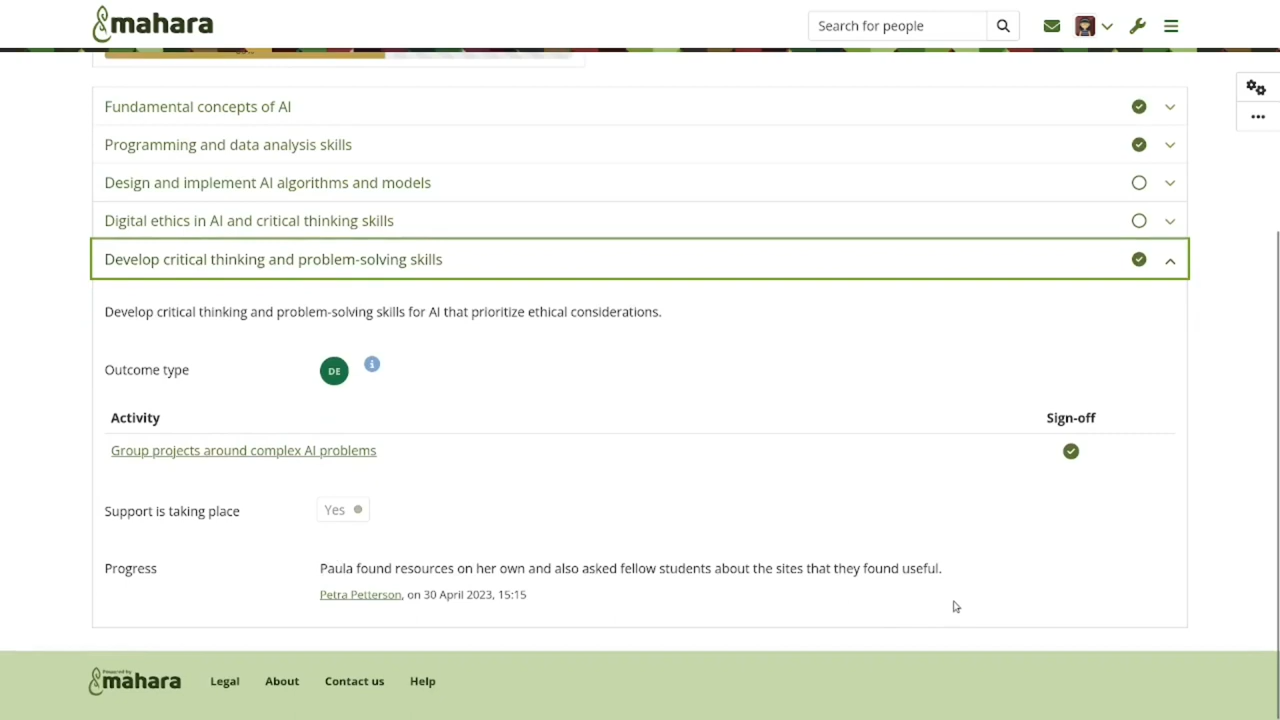 mahara
Search for people
Fundamental concepts of AI
Programming and data analysis skills
Design and implement AI algorithms and models
Digital ethics in AI and critical thinking skills
Develop critical thinking and problem-solving skills
Develop critical thinking and problem-solving skills for AI that prioritize ethical considerations.
Outcome type DE
Activity Sign-off
Group projects around complex AI problems
Support is taking place Yes
Progress Paula found resources on her own and also asked fellow students about the sites that they found useful.
Petra Petterson, on 30 April 2023, 15:15
Powered by
mahara Legal About Contact us Help